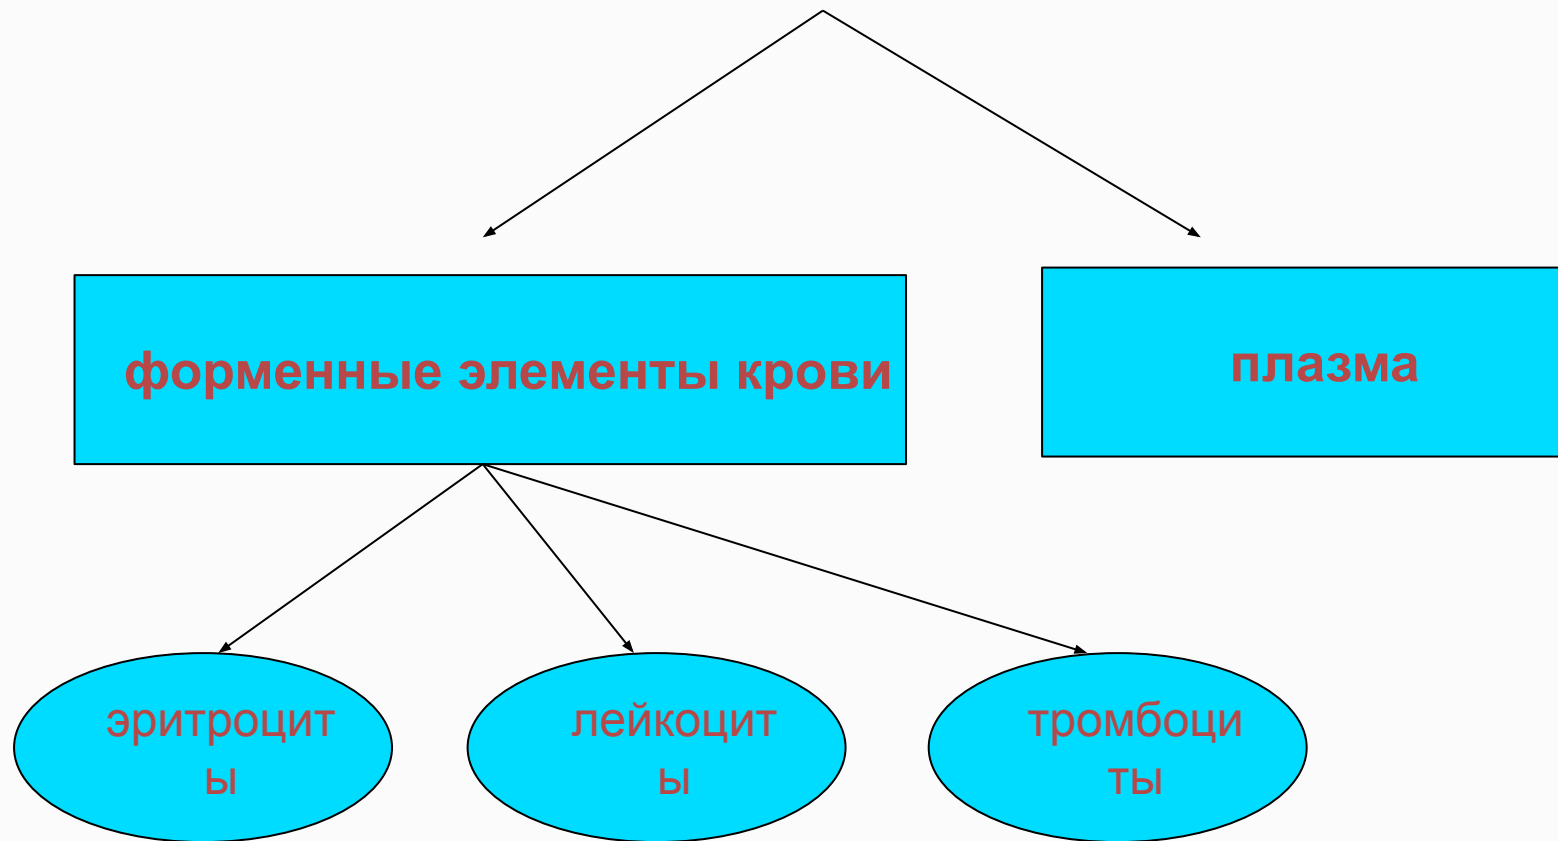 форменные элементы крови
плазма
эритроцит
ы
лейкоцит
ы
тромбоци
ты